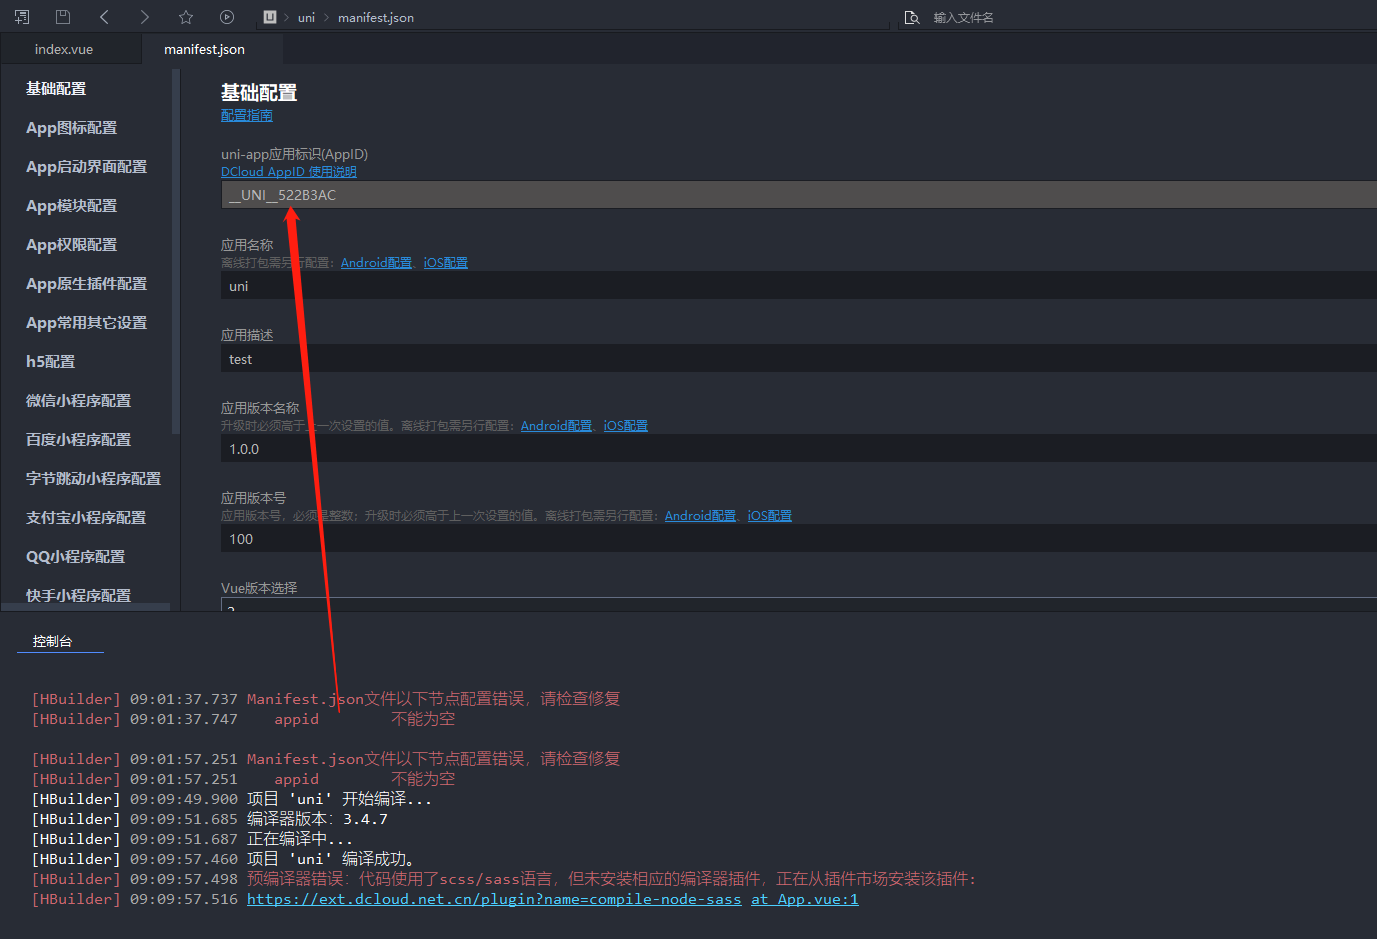 uni manifest.json 输入文件名
index.vue manifest.json
基础配置
App图标配置
App启动界面配置
App模块配置
App权限配置
App原生插件配置
App常用其它设置
h5配置
微信小程序配置
百度小程序配置
字节跳动小程序配置
支付宝小程序配置
QQ小程序配置
快手小程序配置
基础配置
配置指南
uni-app应用标识(AppID)
DCloud AppID 使用说明
__UNI__522B3AC
应用名称
离线打包需另行配置：Android配置、iOS配置
uni
应用描述
test
应用版本名称
升级时必须高于上一次设置的值。离线打包需另行配置：Android配置、iOS配置
1.0.0
应用版本号
应用版本号，必须是整数；升级时必须高于上一次设置的值。离线打包需另行配置：Android配置、iOS配置
100
Vue版本选择
控制台
[HBuilder] 09:01:37.737 Manifest.json文件以下节点配置错误，请检查修复
[HBuilder] 09:01:37.747 appid 不能为空
[HBuilder] 09:01:57.251 Manifest.json文件以下节点配置错误，请检查修复
[HBuilder] 09:01:57.251 appid 不能为空
[HBuilder] 09:09:49.900 项目 'uni' 开始编译...
[HBuilder] 09:09:51.685 编译器版本：3.4.7
[HBuilder] 09:09:51.687 正在编译中...
[HBuilder] 09:09:57.460 项目 'uni' 编译成功。
[HBuilder] 09:09:57.498 预编译器错误：代码使用了scss/sass语言，但未安装相应的编译器插件，正在从插件市场安装该插件：
[HBuilder] 09:09:57.516 https://ext.dcloud.net.cn/plugin?name=compile-node-sass at App.vue:1